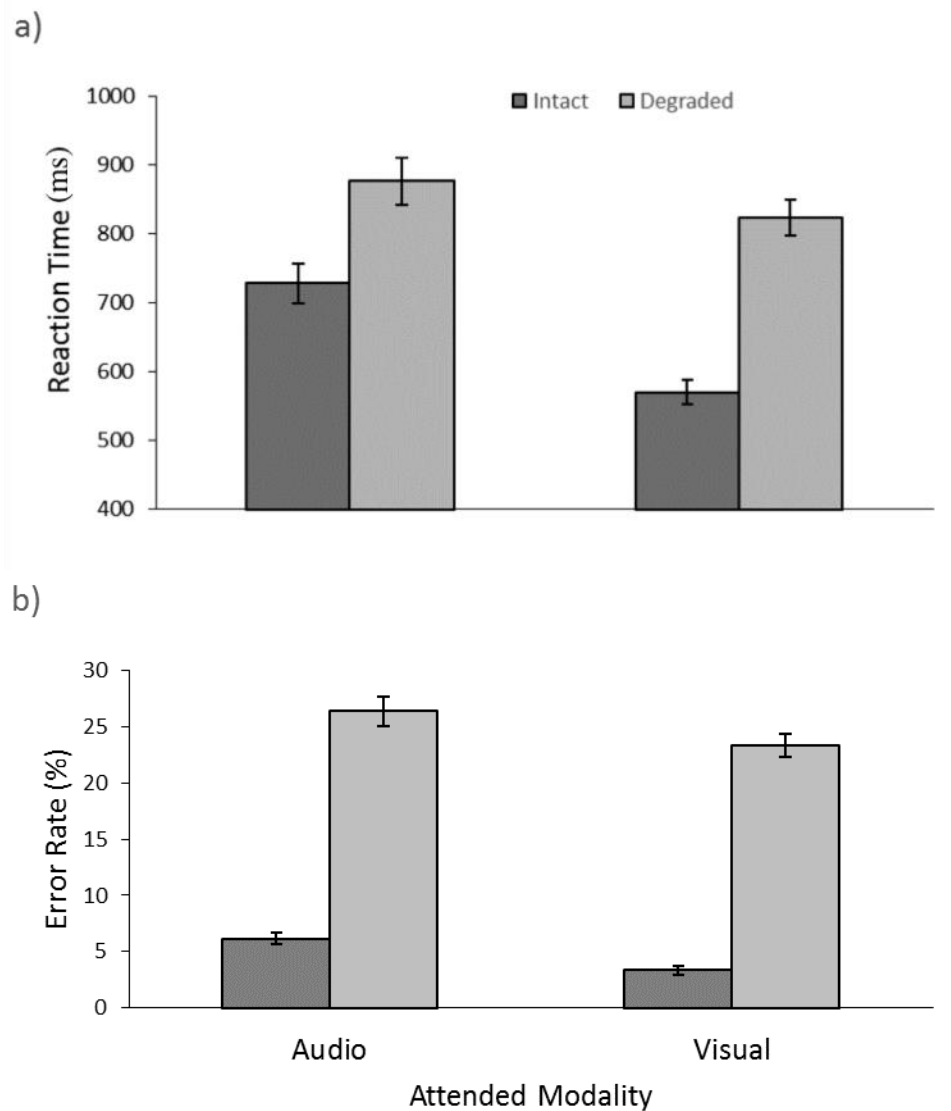 a)
1000
Intact Degraded
900
800
700
600
500
400
Reaction Time (ms)
b)
30
25
20
15
10
5
0
Error Rate (%)
Audio Visual
Attended Modality